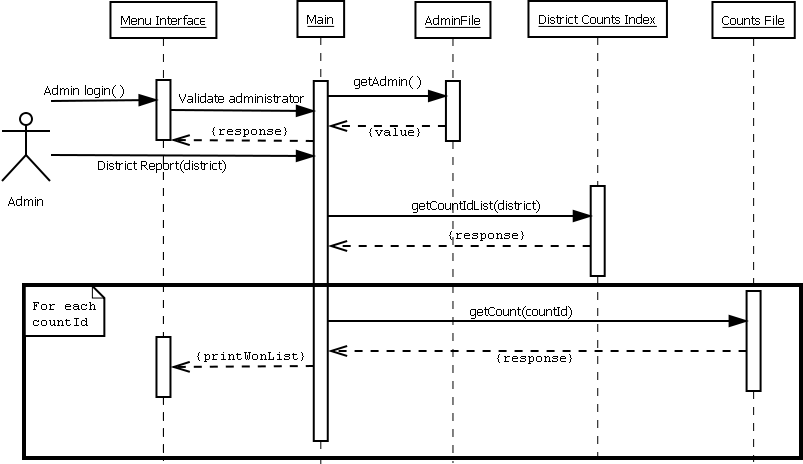 Menu Interface
Main
AdminFile
District Counts Index
Counts File
Admin login( )
Validate administrator
getAdmin( )
{response}
{value}
District Report(district)
Admin
getCountIdList(district)
{response}
For each
countId
getCount(countId)
{printWonList}
{response}